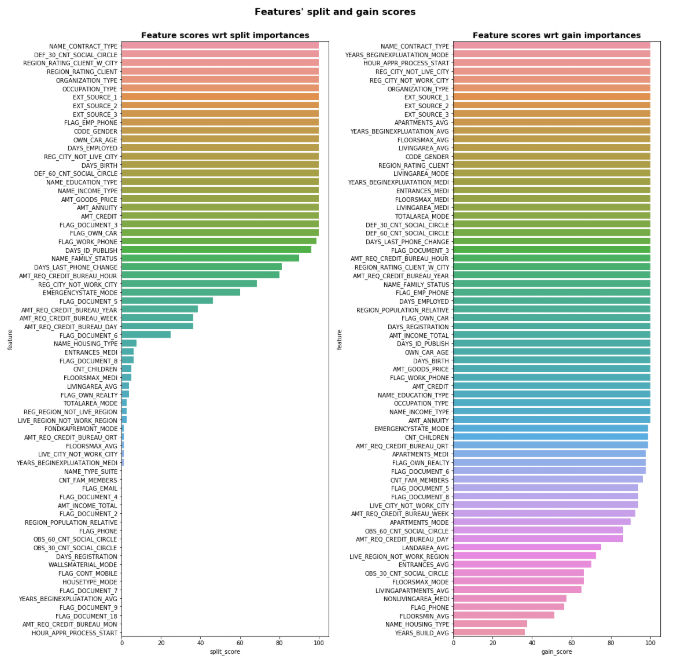 Features' split and gain scores
Feature scores wrt split importances
NAME_CONTRACT_TYPE
DEF_30_CNT_SOCIAL_CIRCLE
REGION_RATING_CLIENT_W_CITY
REGION_RATING_CLIENT
ORGANIZATION_TYPE
OCCUPATION_TYPE
EXT_SOURCE_1
EXT_SOURCE_2
EXT_SOURCE_3
FLAG_EMP_PHONE
CODE_GENDER
OWN_CAR_AGE
DAYS_EMPLOYED
REG_CITY_NOT_LIVE_CITY
DAYS_BIRTH
DEF_60_CNT_SOCIAL_CIRCLE
NAME_EDUCATION_TYPE
NAME_INCOME_TYPE
AMT_GOODS_PRICE
AMT_ANNUITY
AMT_CREDIT
FLAG_DOCUMENT_3
FLAG_OWN_CAR
FLAG_WORK_PHONE
DAYS_ID_PUBLISH
NAME_FAMILY_STATUS
DAYS_LAST_PHONE_CHANGE
AMT_REQ_CREDIT_BUREAU_HOUR
REG_CITY_NOT_WORK_CITY
EMERGENCYSTATE_MODE
FLAG_DOCUMENT_5
AMT_REQ_CREDIT_BUREAU_YEAR
AMT_REQ_CREDIT_BUREAU_WEEK
AMT_REQ_CREDIT_BUREAU_DAY
FLAG_DOCUMENT_6
NAME_HOUSING_TYPE
ENTRANCES_MEDI
FLAG_DOCUMENT_8
CNT_CHILDREN
FLOORSMAX_MEDI
LIVINGAREA_AVG
FLAG_OWN_REALTY
TOTALAREA_MODE
REG_REGION_NOT_LIVE_REGION
LIVE_REGION_NOT_WORK_REGION
FONDKAPREMONT_MODE
AMT_REQ_CREDIT_BUREAU_QRT
FLOORSMAX_AVG
LIVE_CITY_NOT_WORK_CITY
YEARS_BEGINEXPLUATATION_MEDI
NAME_TYPE_SUITE
CNT_FAM_MEMBERS
FLAG_EMAIL
FLAG_DOCUMENT_4
AMT_INCOME_TOTAL
FLAG_DOCUMENT_2
REGION_POPULATION_RELATIVE
FLAG_PHONE
OBS_60_CNT_SOCIAL_CIRCLE
OBS_30_CNT_SOCIAL_CIRCLE
DAYS_REGISTRATION
WALLSMATERIAL_MODE
FLAG_CONT_MOBILE
HOUSETYPE_MODE
FLAG_DOCUMENT_7
YEARS_BEGINEXPLUATATION_AVG
FLAG_DOCUMENT_9
FLAG_DOCUMENT_18
AMT_REQ_CREDIT_BUREAU_MON
HOUR_APPR_PROCESS_START
feature
0 20 40 60 80 100
split_score
Feature scores wrt gain importances
NAME_CONTRACT_TYPE
YEARS_BEGINEXPLUATATION_MODE
HOUR_APPR_PROCESS_START
REG_CITY_NOT_LIVE_CITY
REG_CITY_NOT_WORK_CITY
ORGANIZATION_TYPE
EXT_SOURCE_1
EXT_SOURCE_2
EXT_SOURCE_3
APARTMENTS_AVG
YEARS_BEGINEXPLUATATION_AVG
FLOORSMAX_AVG
LIVINGAREA_AVG
CODE_GENDER
REGION_RATING_CLIENT
LIVINGAREA_MODE
YEARS_BEGINEXPLUATATION_MEDI
ENTRANCES_MEDI
FLOORSMAX_MEDI
LIVINGAREA_MEDI
TOTALAREA_MODE
DEF_30_CNT_SOCIAL_CIRCLE
DEF_60_CNT_SOCIAL_CIRCLE
DAYS_LAST_PHONE_CHANGE
FLAG_DOCUMENT_3
AMT_REQ_CREDIT_BUREAU_HOUR
REGION_RATING_CLIENT_W_CITY
AMT_REQ_CREDIT_BUREAU_YEAR
NAME_FAMILY_STATUS
FLAG_EMP_PHONE
DAYS_EMPLOYED
REGION_POPULATION_RELATIVE
FLAG_OWN_CAR
DAYS_REGISTRATION
AMT_INCOME_TOTAL
DAYS_ID_PUBLISH
OWN_CAR_AGE
DAYS_BIRTH
AMT_GOODS_PRICE
FLAG_WORK_PHONE
AMT_CREDIT
NAME_EDUCATION_TYPE
OCCUPATION_TYPE
NAME_INCOME_TYPE
AMT_ANNUITY
EMERGENCYSTATE_MODE
CNT_CHILDREN
AMT_REQ_CREDIT_BUREAU_QRT
APARTMENTS_MEDI
FLAG_OWN_REALTY
FLAG_DOCUMENT_6
CNT_FAM_MEMBERS
FLAG_DOCUMENT_5
FLAG_DOCUMENT_8
LIVE_CITY_NOT_WORK_CITY
AMT_REQ_CREDIT_BUREAU_WEEK
APARTMENTS_MODE
OBS_60_CNT_SOCIAL_CIRCLE
AMT_REQ_CREDIT_BUREAU_DAY
LANDAREA_AVG
LIVE_REGION_NOT_WORK_REGION
ENTRANCES_AVG
OBS_30_CNT_SOCIAL_CIRCLE
FLOORSMAX_MODE
LIVINGAPARTMENTS_AVG
NONLIVINGAREA_MEDI
FLAG_PHONE
FLOORSMIN_AVG
NAME_HOUSING_TYPE
YEARS_BUILD_AVG
feature
0 20 40 60 80 100
gain_score